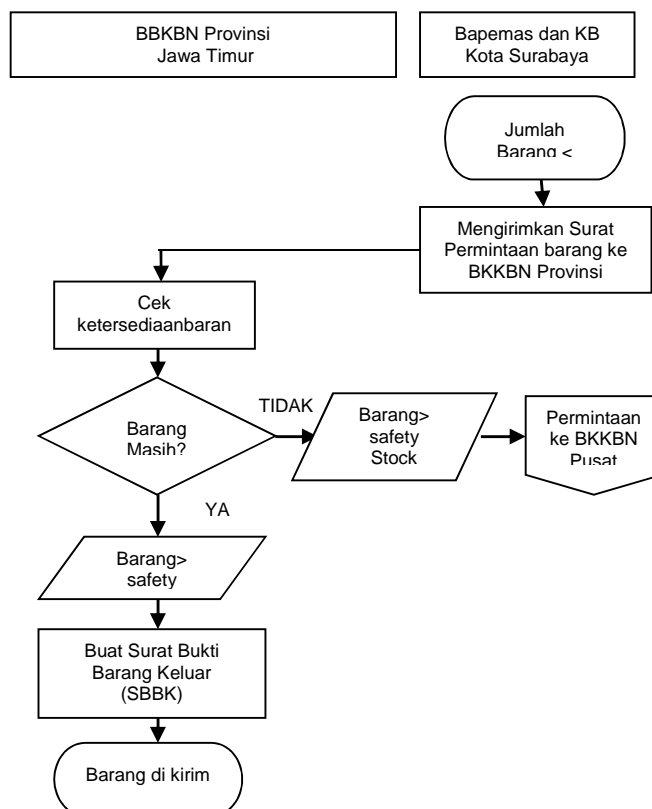 BBKBN Provinsi
Jawa Timur
Bapemas dan KB
Kota Surabaya
Jumlah
Barang <
Mengirimkan Surat
Permintaan barang ke
BKKBN Provinsi
Cek
ketersediaanbaran
Barang
Masih?
TIDAK
Barang>
safety
Stock
Permintaan
ke BKKBN
Pusat
YA
Barang>
safety
Buat Surat Bukti
Barang Keluar
(SBBK)
Barang di kirim